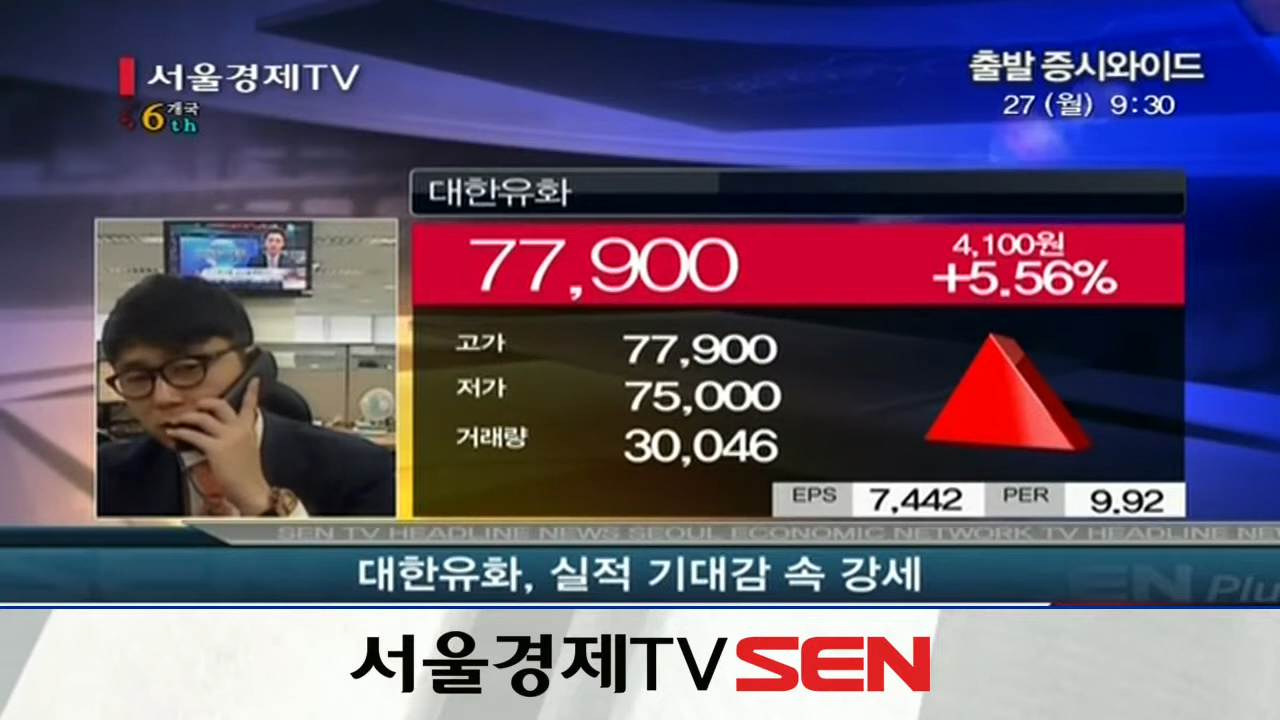 서울경제TV
개국
6th
출발 증시와이드
27 (월) 9:30
대한유화
77,900
4,100원
+5.56%
고가 77,900
저가 75,000
거래량 30,046
EPS 7,442 PER 9.92
SEN TV HEADLINE NEWS SEOUL ECONOMIC NETWORK TV HEADLINE NE
대한유화, 실적 기대감 속 강세
EN Plu
서울경제TV SEN